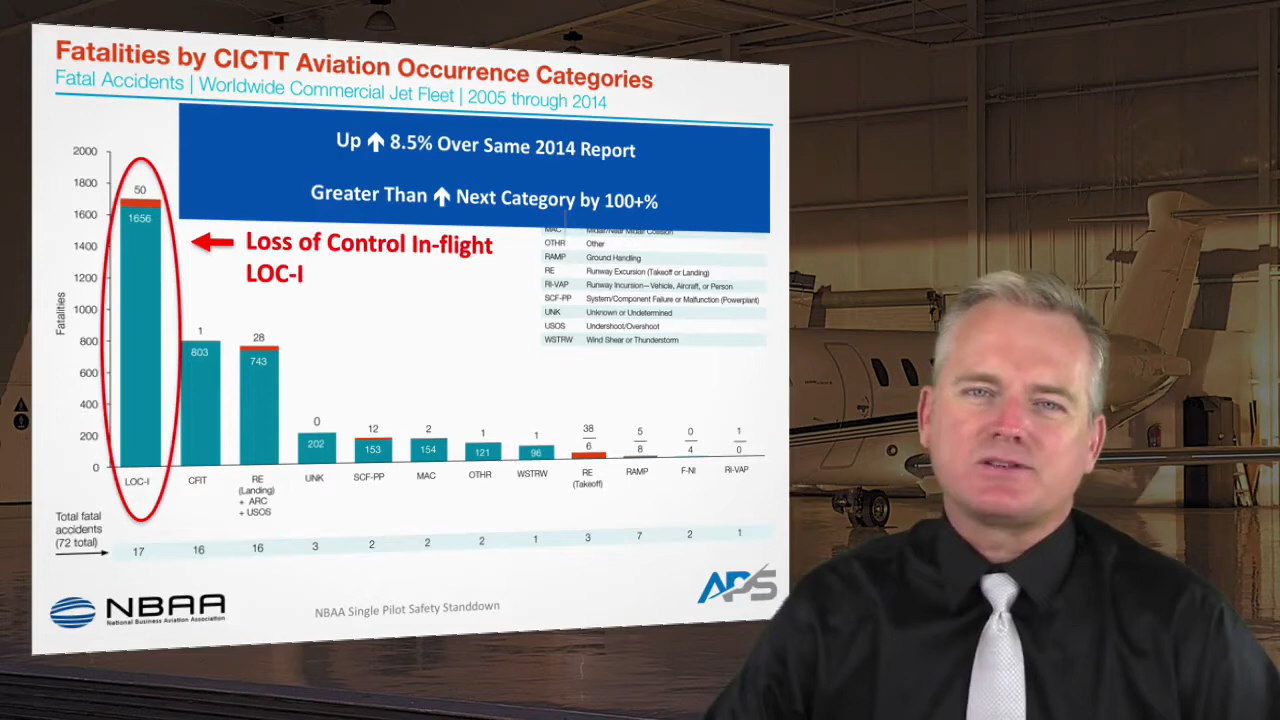 Fatalities by CICTT Aviation Occurrence Categories
Fatal Accidents | Worldwide Commercial Jet Fleet | 2005 through 2014
Up 8.5% Over Same 2014 Report
Greater Than Next Category by 100+%
MAC Midair/Near Midair Collision
OTHR Other
RAMP Ground Handling
RE Runway Excursion (Takeoff or Landing)
RI-VAP Runway Incursion—Vehicle, Aircraft, or Person
SCF-PP System/Component Failure or Malfunction (Powerplant)
UNK Unknown or Undetermined
USOS Undershoot/Overshoot
WSTRW Wind Shear or Thunderstorm
Loss of Control In-flight
LOC-I
Fatalities
2000
1800
1600
1400
1200
1000
800
600
400
200
0
50 1 28 0 12 2 1 1 38 5 0 1
1656 803 743 202 153 154 121 96 6 8 4 0
LOC-I CFIT RE (Landing) + ARC + USOS UNK SCF-PP MAC OTHR WSTRW RE (Takeoff) RAMP F-NI RI-VAP
Total fatal
accidents
(72 total)
17 16 16 3 2 2 2 1 3 7 2 1
NBAA
National Business Aviation Association
NBAA Single Pilot Safety Standdown
APS